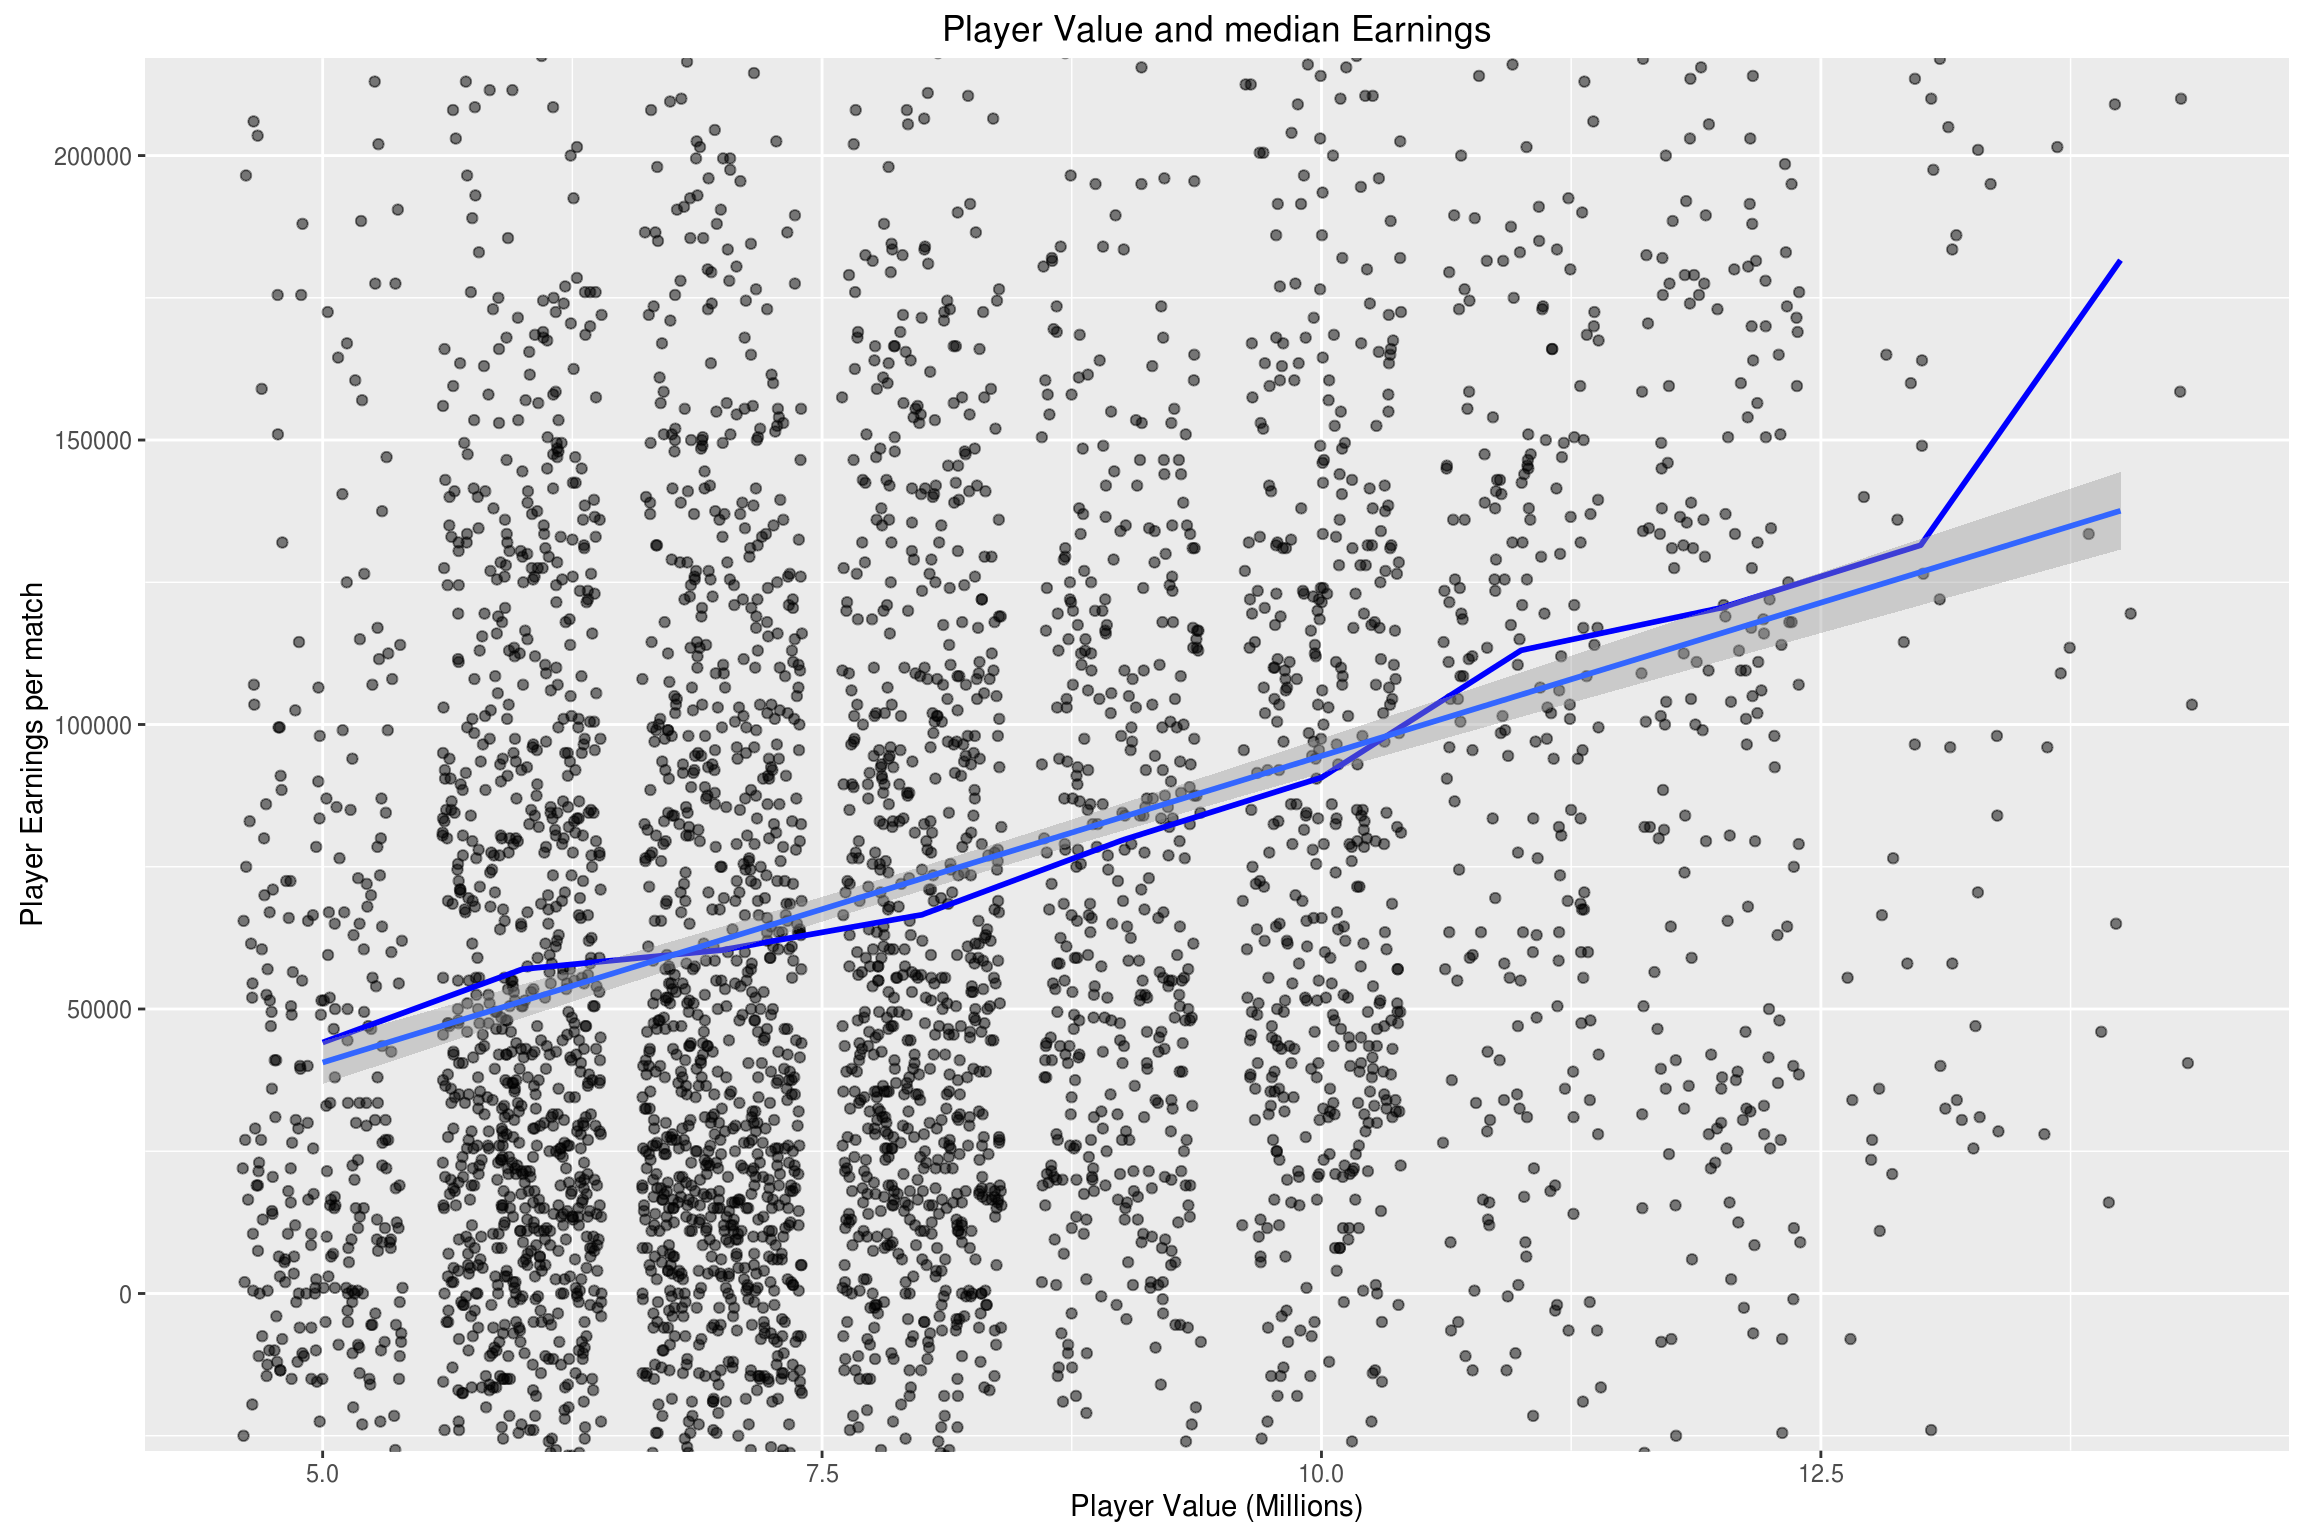 Player Value and median Earnings
Player Earnings per match
200000
150000
100000
50000
0
5.0 7.5 10.0 12.5
Player Value (Millions)